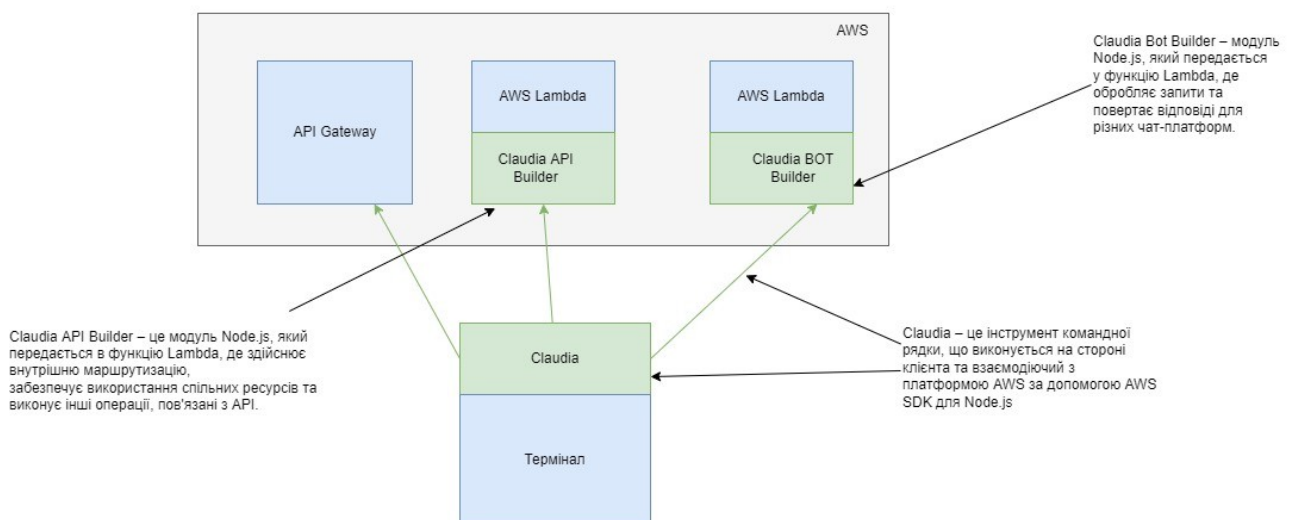 AWS
Claudia Bot Builder – модуль
Node.js, який передається
у функцію Lambda, де
обробляє запити та
повертає відповіді для
різних чат-платформ.
API Gateway
AWS Lambda
Claudia API
Builder
AWS Lambda
Claudia BOT
Builder
Claudia API Builder – це модуль Node.js, який
передається в функцію Lambda, де здійснює
внутрішню маршрутизацію,
забезпечує використання спільних ресурсів та
виконує інші операції, пов'язані з API.
Claudia
Термінал
Claudia – це інструмент командної
рядки, що виконується на стороні
клієнта та взаємодіючий з
платформою AWS за допомогою AWS
SDK для Node.js